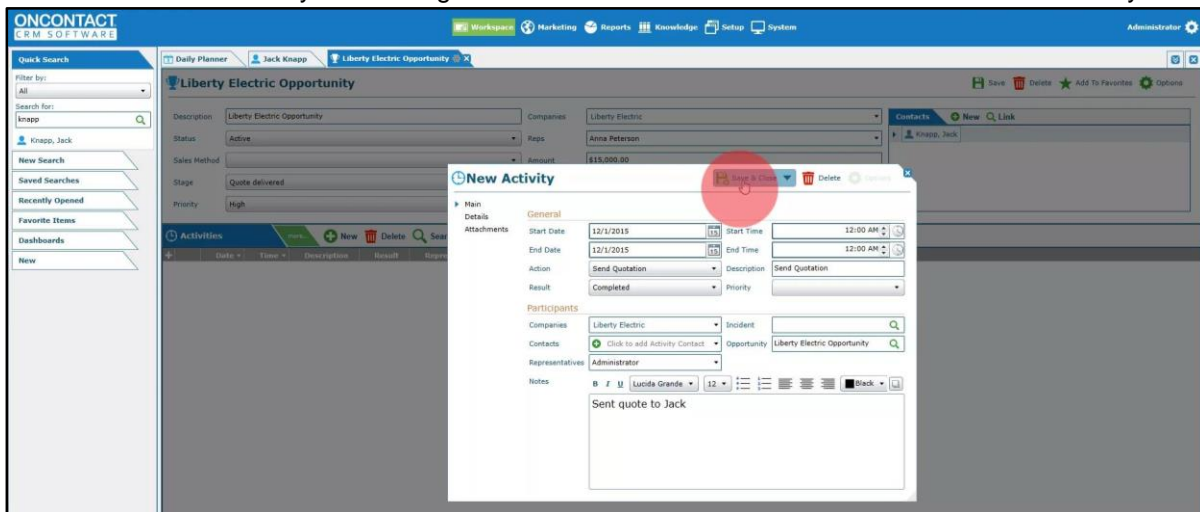 ONCONTACT
CRM SOFTWARE
Workspace Marketing Reports Knowledge Setup System
Administrator
Quick Search
Daily Planner Jack Knapp Liberty Electric Opportunity
Filter by:
All
Liberty Electric Opportunity
Save Delete Add To Favorites Options
Search for:
knapp
Knapp, Jack
New Search
Saved Searches
Recently Opened
Favorite Items
Dashboards
New
Description Liberty Electric Opportunity Companies Liberty Electric
Status Active Reps Anna Peterson
Sales Method Amount $15,000.00
Stage Quote delivered
Priority High
Contacts New Link
Knapp, Jack
Activities more... New Delete Sear
Date Time Description Result Repre
New Activity
Save & Close Delete Options
Main
Details
Attachments
General
Start Date 12/1/2015 15 Start Time 12:00 AM
End Date 12/1/2015 15 End Time 12:00 AM
Action Send Quotation Description Send Quotation
Result Completed Priority
Participants
Companies Liberty Electric Incident
Contacts Click to add Activity Contact Opportunity Liberty Electric Opportunity
Representatives Administrator
Notes B I U Lucida Grande 12 Black
Sent quote to Jack